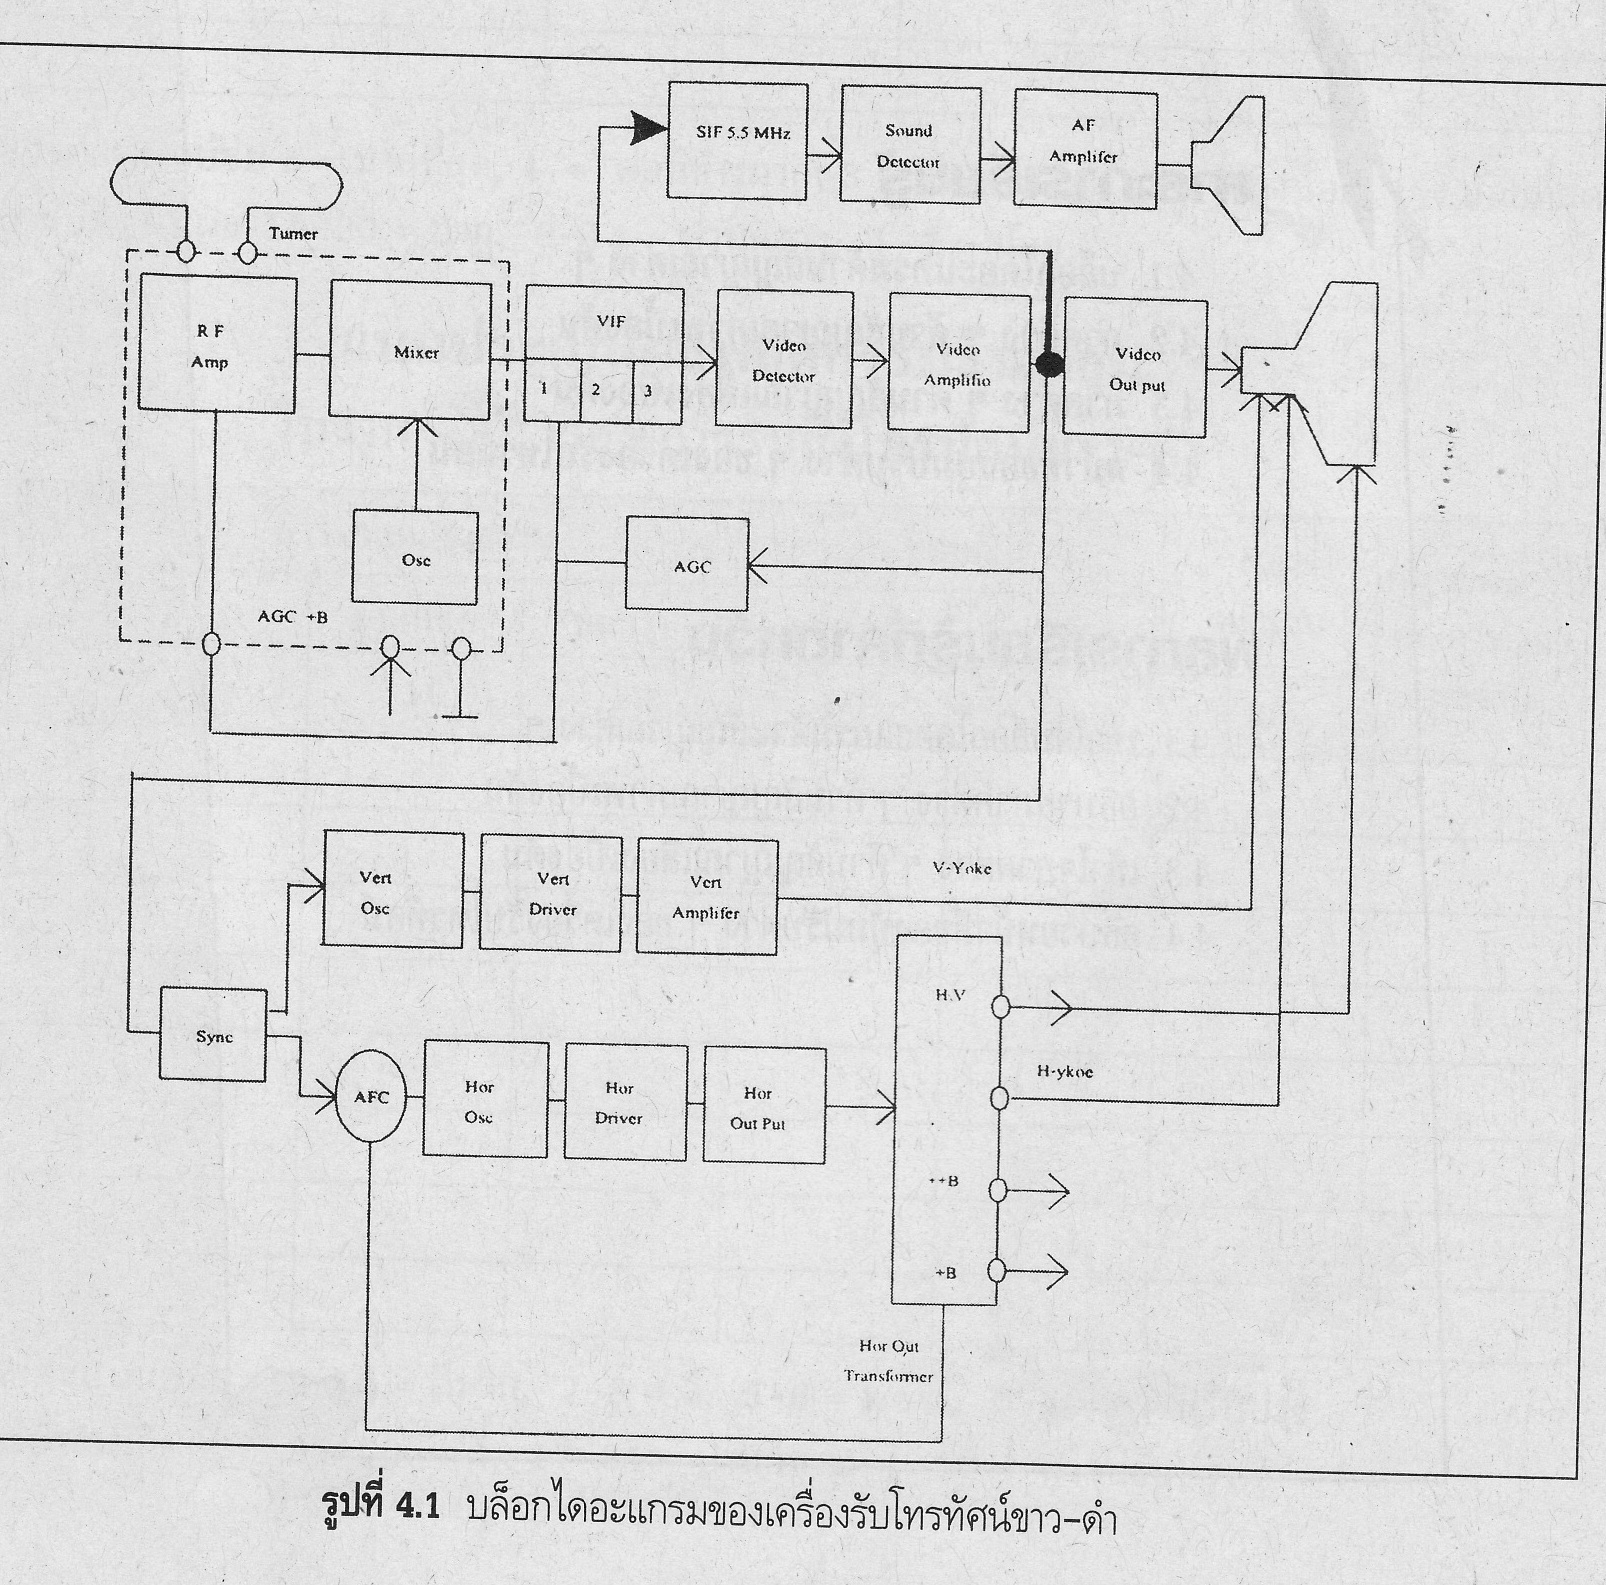 SIF 5.5 MHz
Sound
Detector
AF
Amplifer
Turner
R F
Amp
Mixer
VIF
1
2
3
Video
Detector
Video
Amplifio
Video
Out put
Osc
AGC
AGC +B
Vert
Osc
Vert
Driver
Vert
Amplifer
V-Yoke
Sync
AFC
Hor
Osc
Hor
Driver
Hor
Out Put
H.V
H-ykoe
++B
+B
Hor Out
Transformer
รูปที่ 4.1 บล็อกไดอะแกรมของเครื่องรับโทรทัศน์ขาว-ดำ